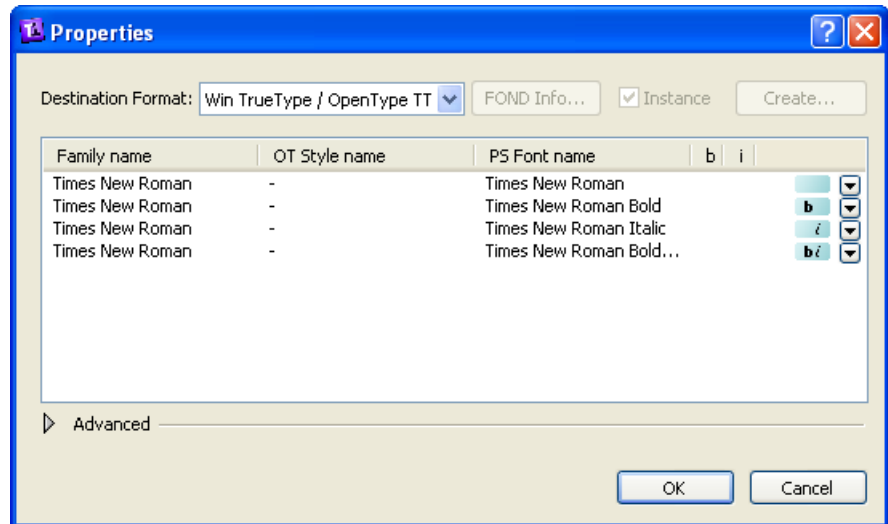 Properties
Destination Format: Win TrueType / OpenType TT FOND Info... Instance Create...
Family name OT Style name PS Font name b i
Times New Roman - Times New Roman
Times New Roman - Times New Roman Bold b
Times New Roman - Times New Roman Italic i
Times New Roman - Times New Roman Bold... bi
Advanced
OK Cancel